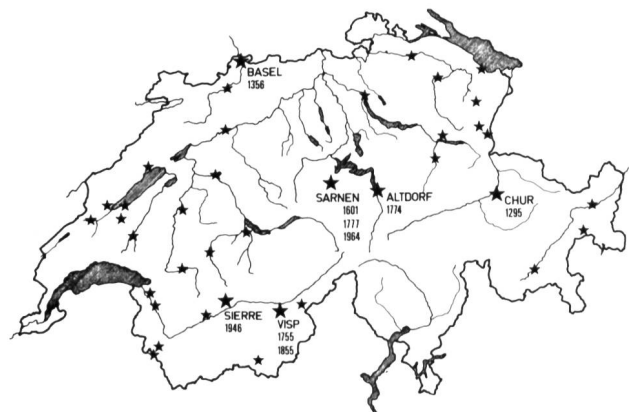 BASEL
1356
SARNEN
1601
1777
1964
ALTDORF
1774
CHUR
1295
SIERRE
1946
VISP
1755
1855